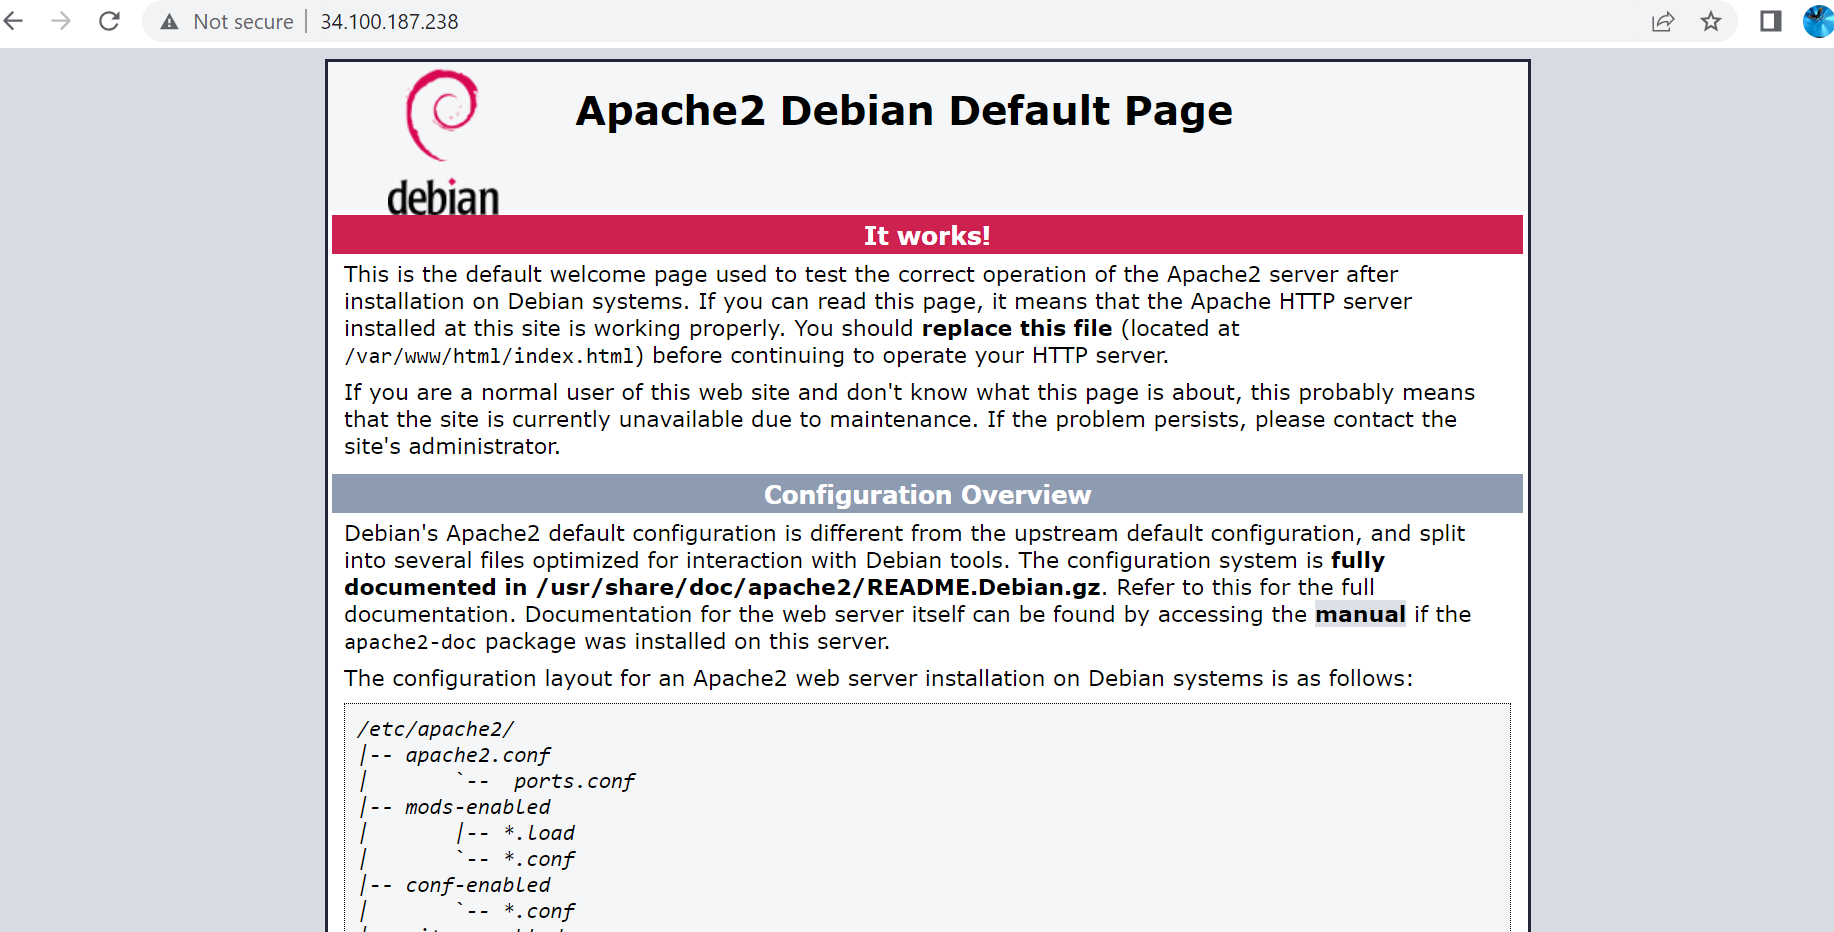 Not secure | 34.100.187.238
debian
Apache2 Debian Default Page
It works!
This is the default welcome page used to test the correct operation of the Apache2 server after
installation on Debian systems. If you can read this page, it means that the Apache HTTP server
installed at this site is working properly. You should replace this file (located at
/var/www/html/index.html) before continuing to operate your HTTP server.
If you are a normal user of this web site and don't know what this page is about, this probably means
that the site is currently unavailable due to maintenance. If the problem persists, please contact the
site's administrator.
Configuration Overview
Debian's Apache2 default configuration is different from the upstream default configuration, and split
into several files optimized for interaction with Debian tools. The configuration system is fully
documented in /usr/share/doc/apache2/README.Debian.gz. Refer to this for the full
documentation. Documentation for the web server itself can be found by accessing the manual if the
apache2-doc package was installed on this server.
The configuration layout for an Apache2 web server installation on Debian systems is as follows:
/etc/apache2/
|-- apache2.conf
|       `--  ports.conf
|-- mods-enabled
|       |-- *.load
|       `-- *.conf
|-- conf-enabled
|       `-- *.conf